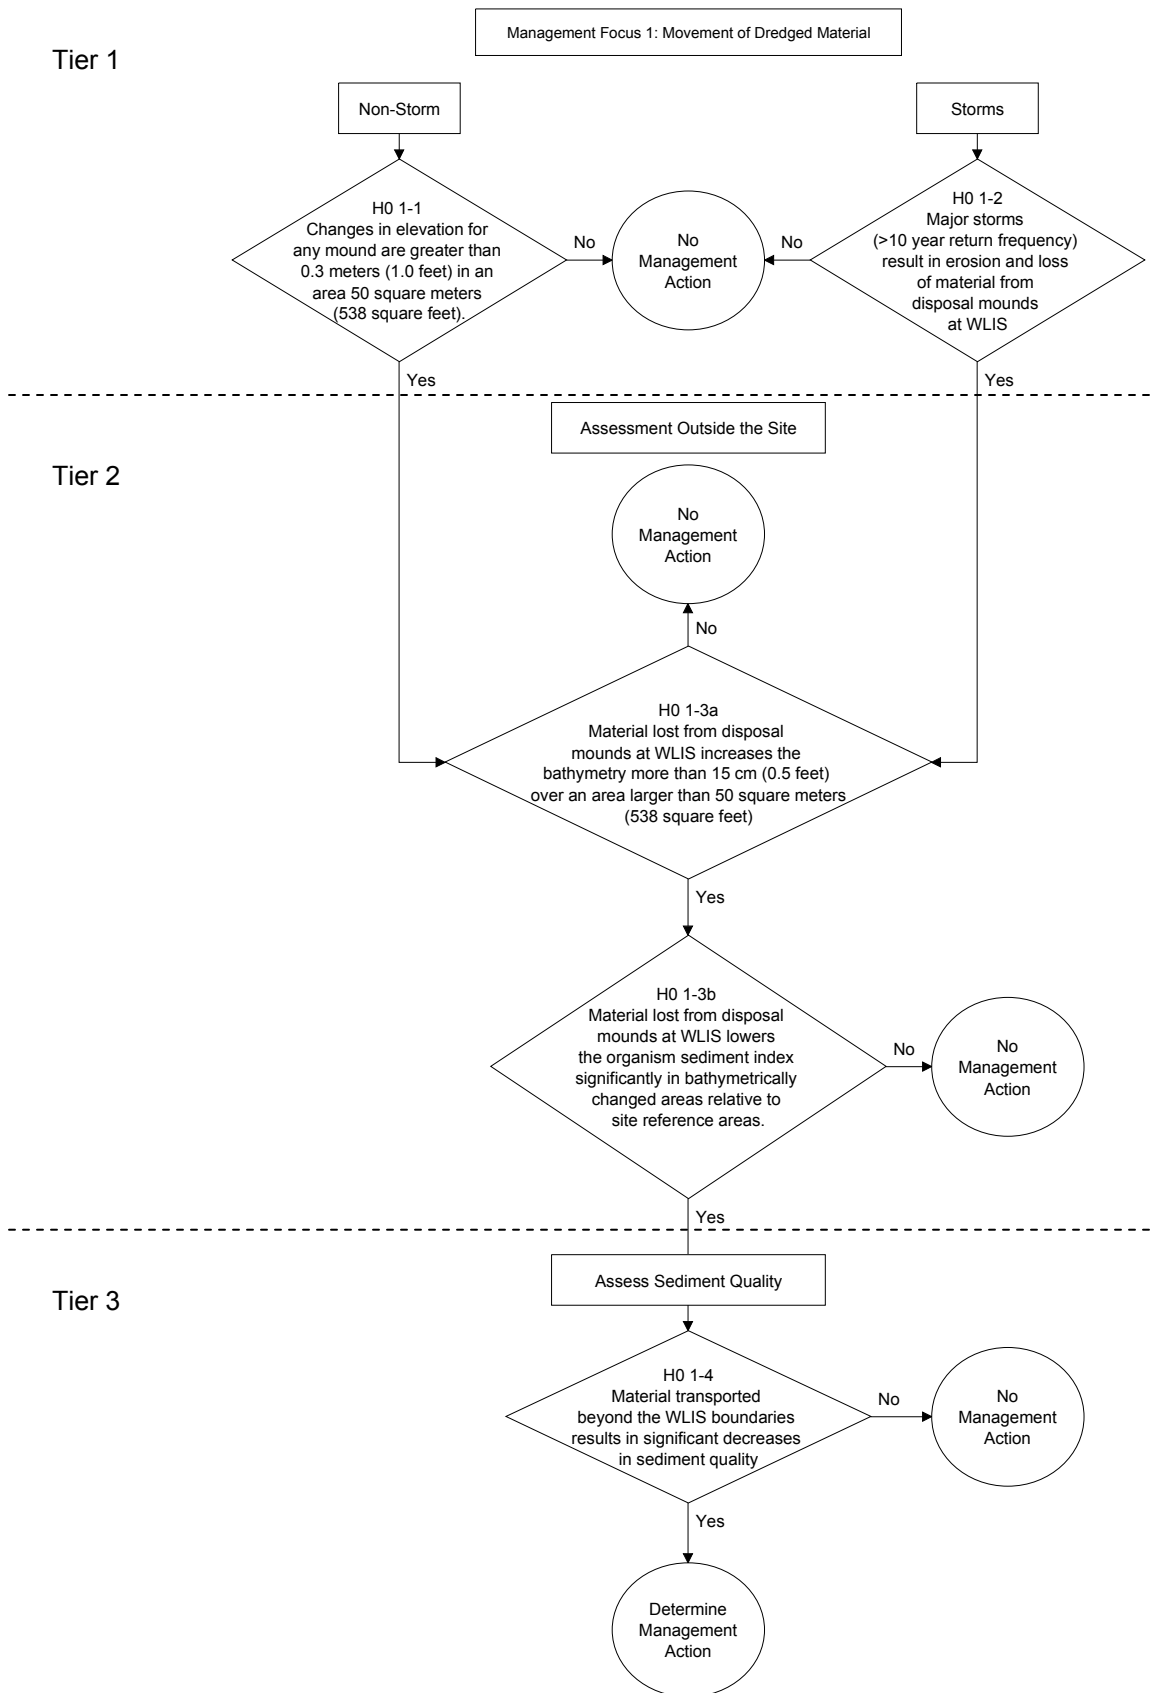 Management Focus 1: Movement of Dredged Material
Tier 1
Non-Storm
Storms
H0 1-1
Changes in elevation for
any mound are greater than
0.3 meters (1.0 feet) in an
area 50 square meters
(538 square feet).
No
No
Management
Action
No
H0 1-2
Major storms
(>10 year return frequency)
result in erosion and loss
of material from
disposal mounds
at WLIS
Yes
Yes
Assessment Outside the Site
Tier 2
No
Management
Action
No
H0 1-3a
Material lost from disposal
mounds at WLIS increases the
bathymetry more than 15 cm (0.5 feet)
over an area larger than 50 square meters
(538 square feet)
Yes
H0 1-3b
Material lost from disposal
mounds at WLIS lowers
the organism sediment index
significantly in bathymetrically
changed areas relative to
site reference areas.
No
No
Management
Action
Yes
Assess Sediment Quality
Tier 3
H0 1-4
Material transported
beyond the WLIS boundaries
results in significant decreases
in sediment quality
No
No
Management
Action
Yes
Determine
Management
Action